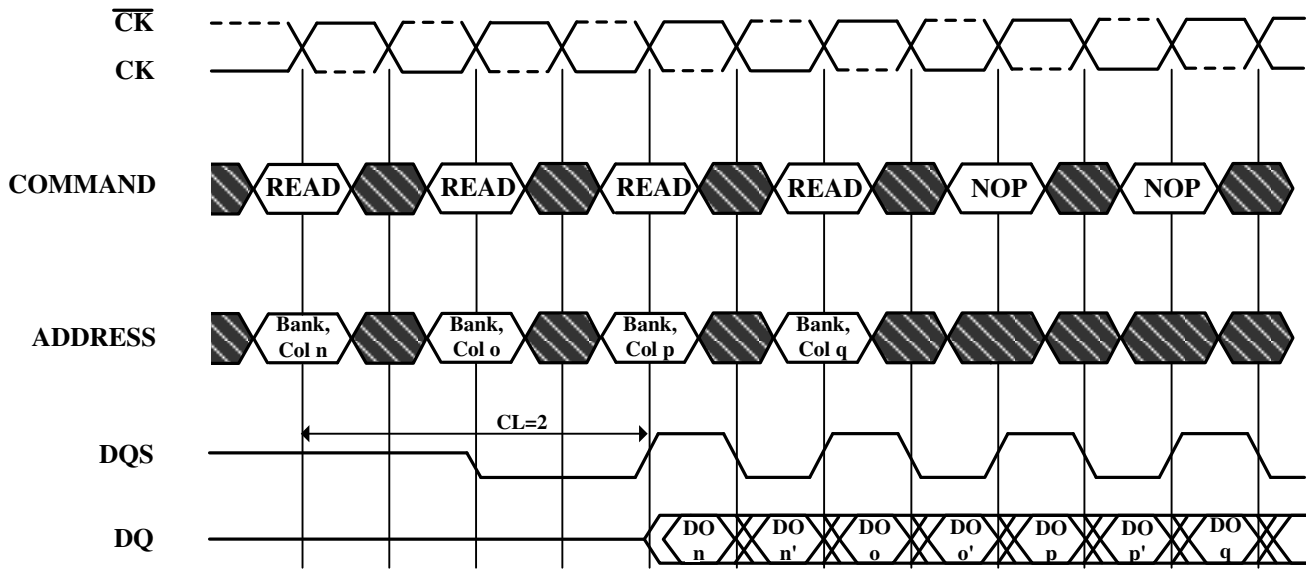 CK
CK
COMMAND
READ
READ
READ
READ
NOP
NOP
ADDRESS
Bank,
Col n
Bank,
Col o
Bank,
Col p
Bank,
Col q
CL=2
DQS
DQ
DO
n
DO
n'
DO
o
DO
o'
DO
p
DO
p'
DO
q